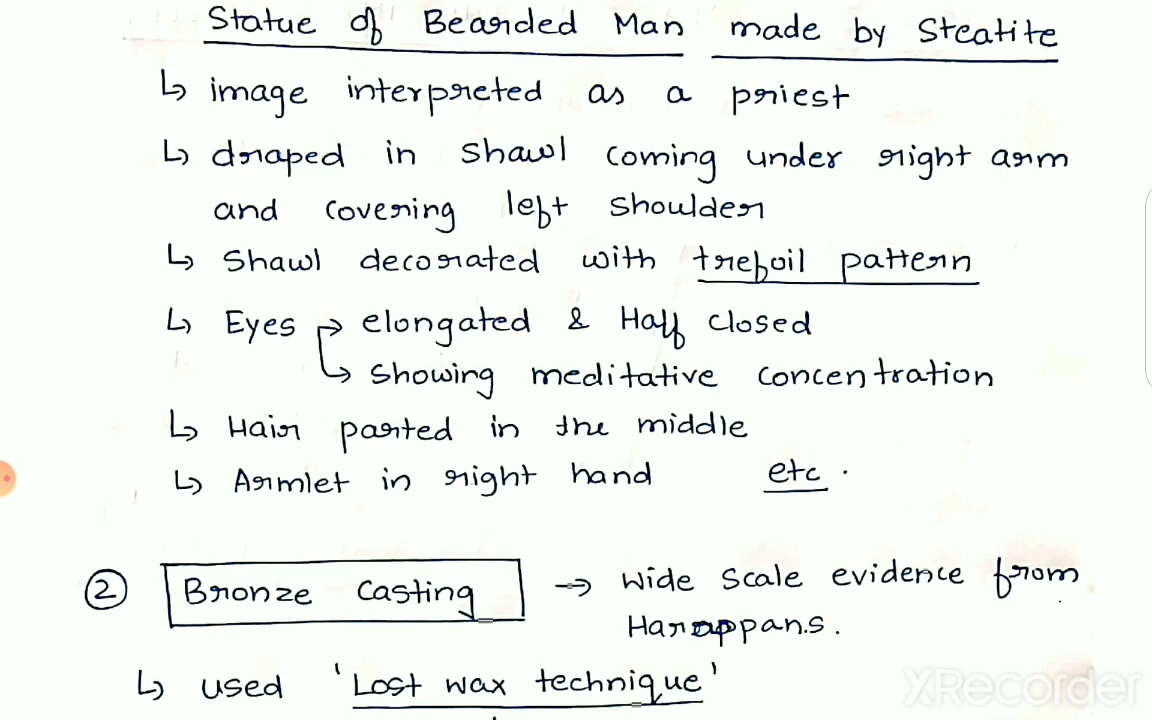 Statue of Bearded Man made by Steatite
↳ image interpreted as a priest
↳ draped in shawl coming under right arm
and covering left shoulder
↳ Shawl decorated with trefoil pattern
↳ Eyes → elongated & Half closed
↳ showing meditative concentration
↳ Hair parted in the middle
↳ Armlet in right hand etc.
② Bronze Casting → Wide scale evidence from
Harappans.
↳ used 'Lost wax technique'
XRecorder